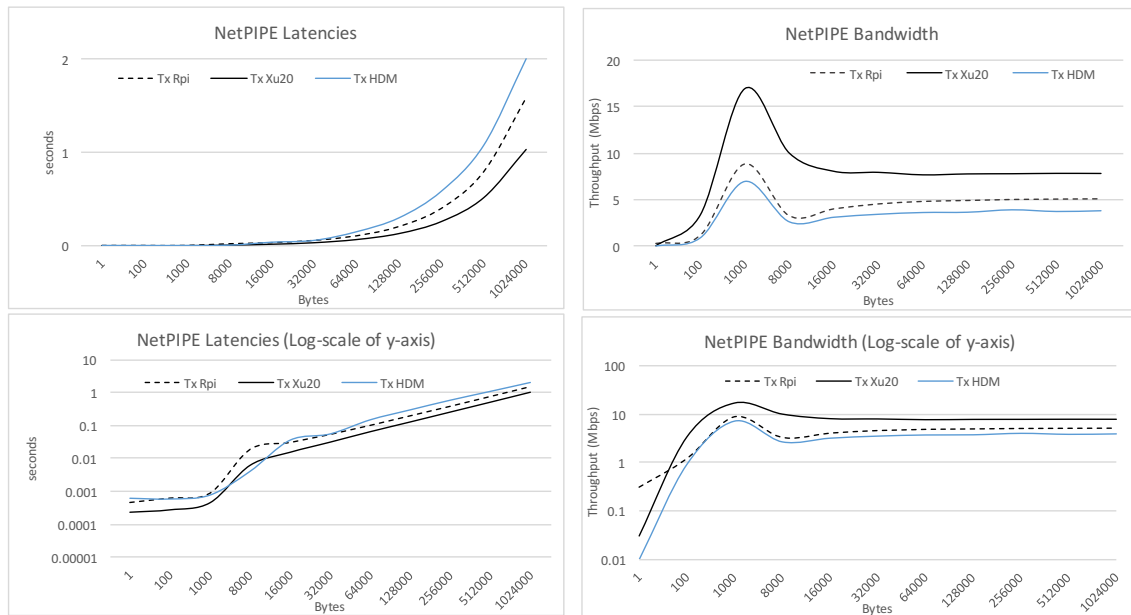 NetPIPE Latencies
2
1
0
seconds
Tx Rpi Tx Xu20 Tx HDM
1 100 1000 8000 16000 32000 64000 128000 256000 512000 1024000
Bytes
NetPIPE Bandwidth
20
15
10
5
0
Throughput (Mbps)
Tx Rpi Tx Xu20 Tx HDM
1 100 1000 8000 16000 32000 64000 128000 256000 512000 1024000
Bytes
NetPIPE Latencies (Log-scale of y-axis)
10
1
0.1
0.01
0.001
0.0001
0.00001
seconds
Tx Rpi Tx Xu20 Tx HDM
1 100 1000 8000 16000 32000 64000 128000 256000 512000 1024000
Bytes
NetPIPE Bandwidth (Log-scale of y-axis)
100
10
1
0.1
0.01
Throughput (Mbps)
Tx Rpi Tx Xu20 Tx HDM
1 100 1000 8000 16000 32000 64000 128000 256000 512000 1024000
Bytes